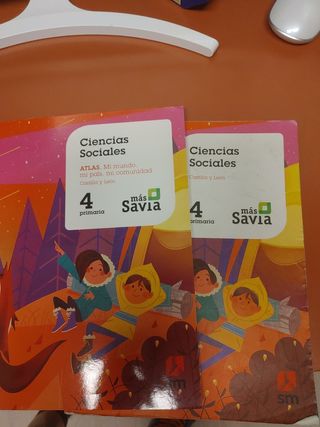 Ciencias
Sociales
ATLAS. Mi mundo,
mi país, mi comunidad
Castilla y León
4
primaria
más
Savia
sm
Ciencias
Sociales
Castilla y León
4
primaria
más
Savia
sm